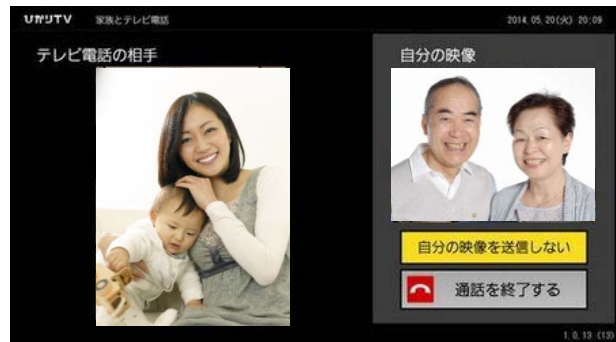 ひかりTV 家族とテレビ電話 2014.05.20(火) 20:09
テレビ電話の相手
自分の映像
自分の映像を送信しない
通話を終了する
1.0.13 (13)